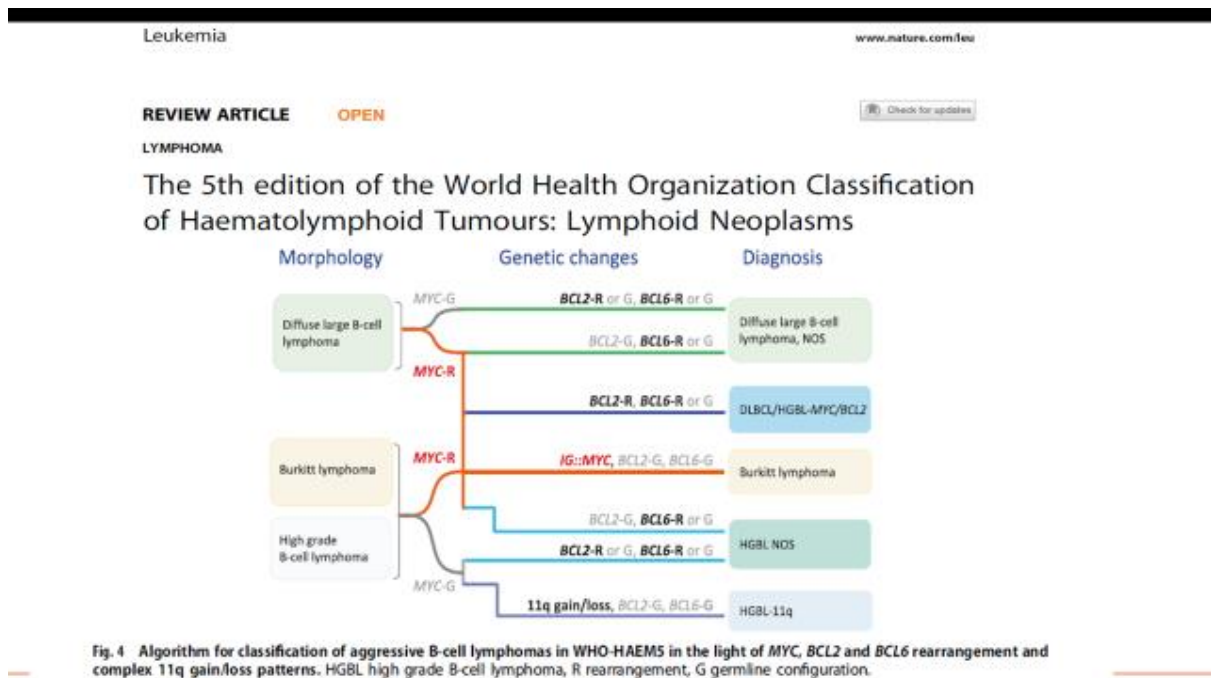 Leukemia
www.nature.com/leu
REVIEW ARTICLE OPEN
Check for updates
LYMPHOMA
The 5th edition of the World Health Organization Classification
of Haematolymphoid Tumours: Lymphoid Neoplasms
Morphology Genetic changes Diagnosis
MYC-G
BCL2-R or G, BCL6-R or G
Diffuse large B-cell
lymphoma
Diffuse large B-cell
lymphoma, NOS
BCL2-G, BCL6-R or G
MYC-R
BCL2-R, BCL6-R or G
DLBCL/HGBL-MYC/BCL2
Burkitt lymphoma
MYC-R
IG::MYC, BCL2-G, BCL6-G
Burkitt lymphoma
BCL2-G, BCL6-R or G
High grade
B-cell lymphoma
HGBL NOS
BCL2-R or G, BCL6-R or G
MYC-G
11q gain/loss, BCL2-G, BCL6-G
HGBL-11q
Fig. 4 Algorithm for classification of aggressive B-cell lymphomas in WHO-HAEM5 in the light of MYC, BCL2 and BCL6 rearrangement and
complex 11q gain/loss patterns. HGBL high grade B-cell lymphoma, R rearrangement, G germline configuration.